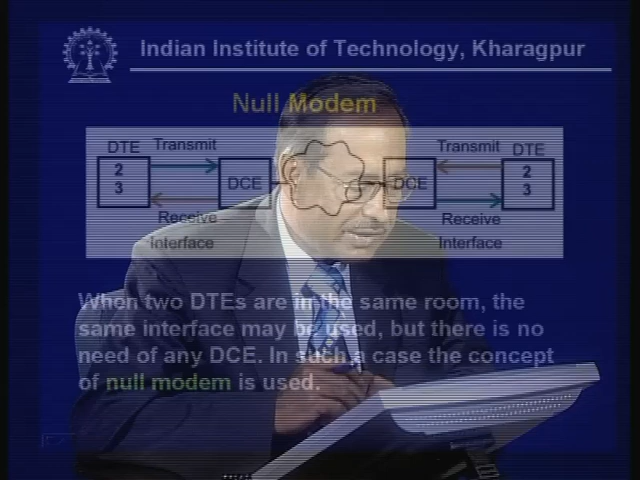 Indian Institute of Technology, Kharagpur
Null Modem
DTE Transmit Transmit DTE
2 DCE DCE 2
3 3
Receive Receive
Interface Interface
When two DTEs are in the same room, the
same interface may be used, but there is no
need of any DCE. In such a case the concept
of null modem is used.